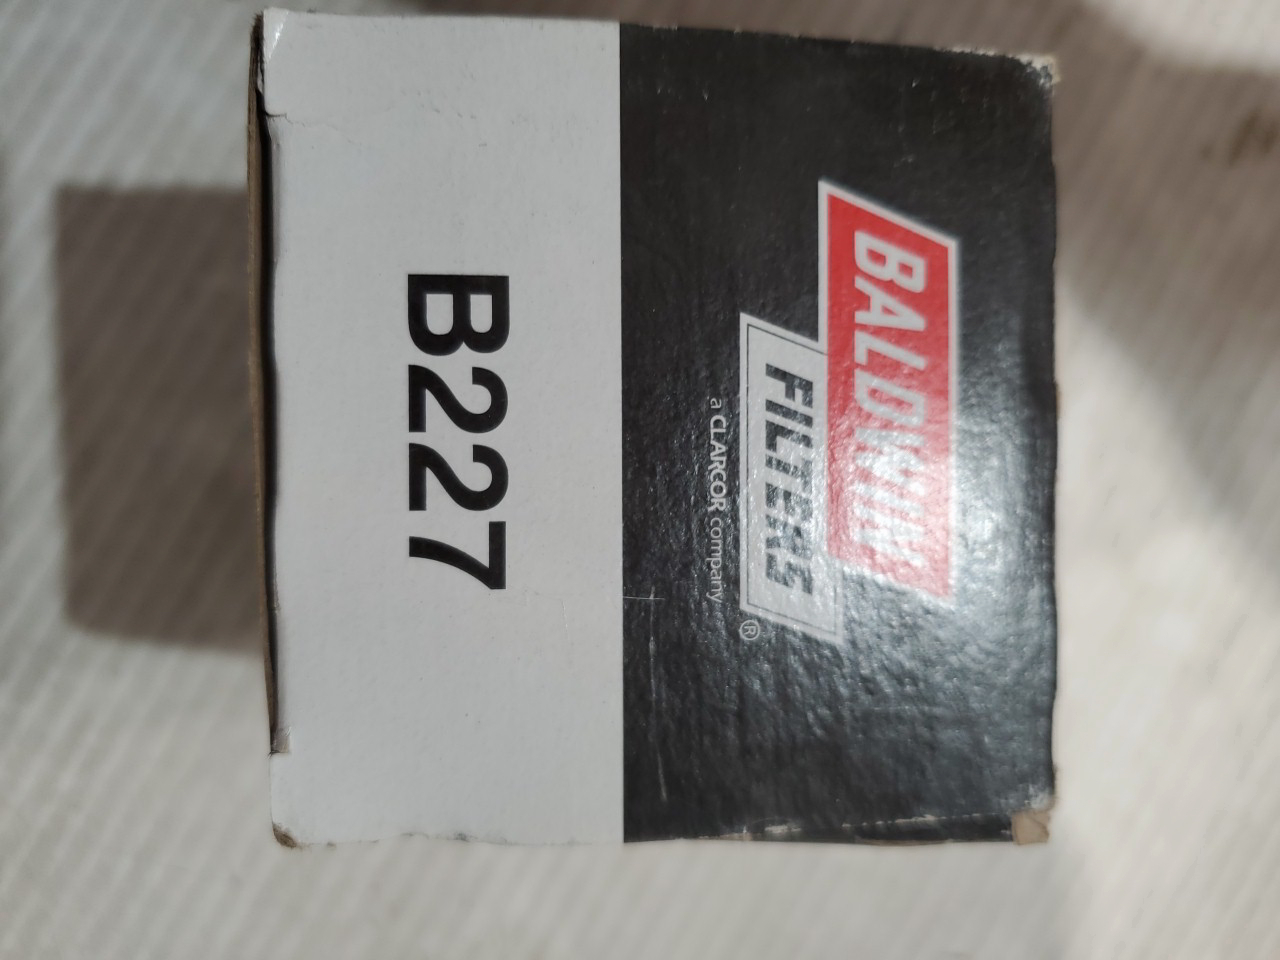 BALDWIN
FILTERS
®
a CLARCOR company
B227